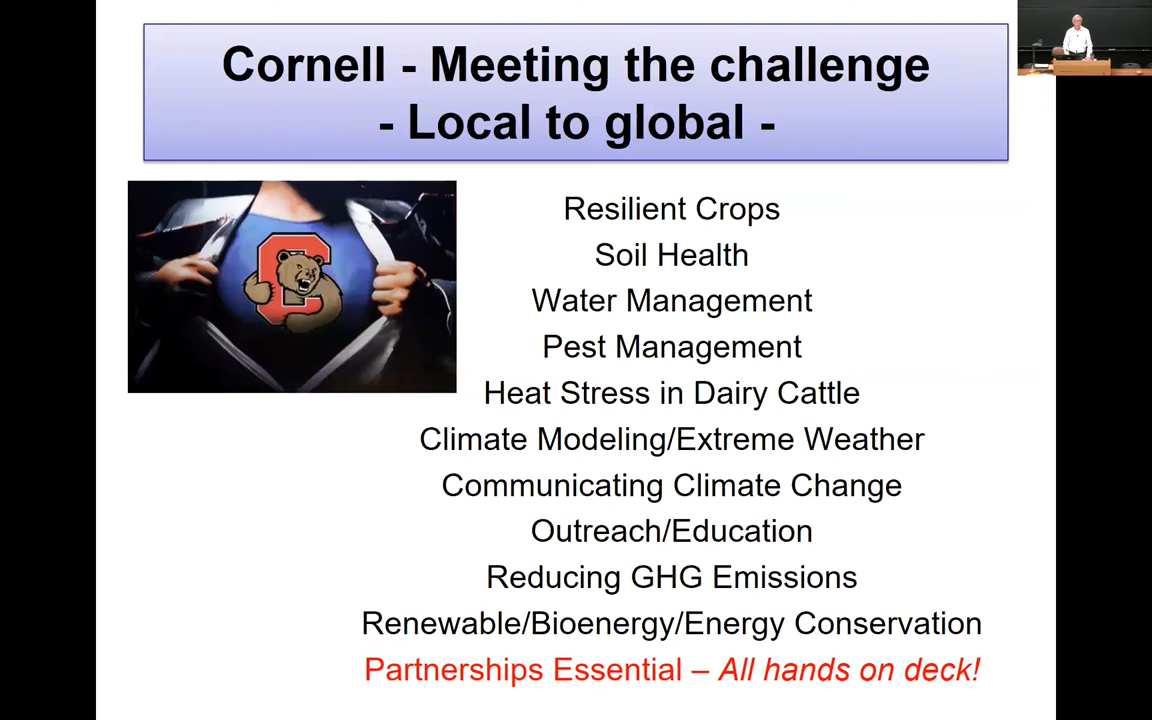 Cornell - Meeting the challenge
- Local to global -
Resilient Crops
Soil Health
Water Management
Pest Management
Heat Stress in Dairy Cattle
Climate Modeling/Extreme Weather
Communicating Climate Change
Outreach/Education
Reducing GHG Emissions
Renewable/Bioenergy/Energy Conservation
Partnerships Essential – All hands on deck!